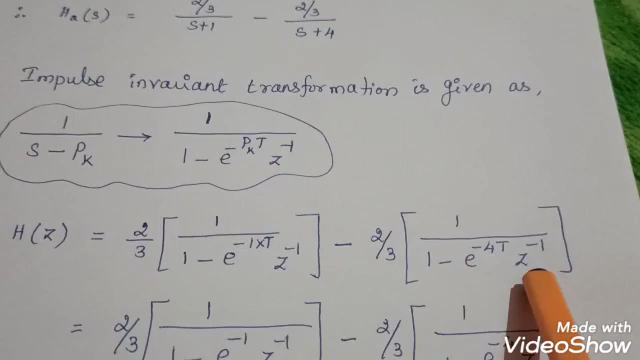 ∴ Ha(s) = 2/3 / s+1 − 2/3 / s+4
Impulse invariant transformation is given as,
1 / s − Pk → 1 / 1 − e^-PkT z^-1
H(z) = 2/3 [ 1 / 1 − e^-1×T z^-1 ] − 2/3 [ 1 / 1 − e^-4T z^-1 ]
= 2/3 [ 1 / 1 − e^-1 z^-1 ] − 2/3 [ 1
Made with
VideoShow